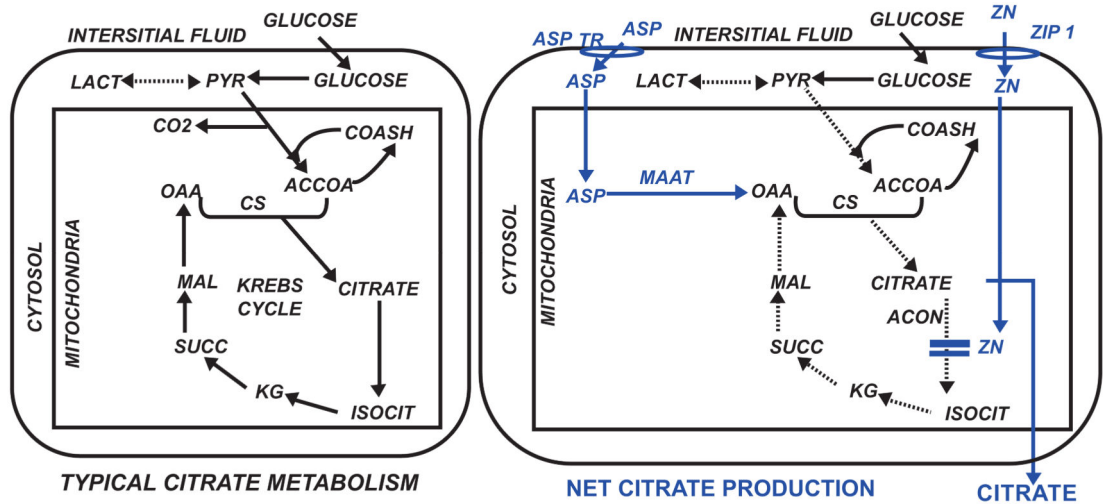 GLUCOSE
INTERSITIAL FLUID
LACT
PYR
GLUCOSE
CO2
COASH
ACCOA
OAA
CS
CYTOSOL
MITOCHONDRIA
MAL
KREBS
CYCLE
CITRATE
SUCC
KG
ISOCIT
TYPICAL CITRATE METABOLISM
ZN
GLUCOSE
ASP TR
ASP
INTERSITIAL FLUID
ZIP 1
ASP
LACT
PYR
GLUCOSE
ZN
COASH
ASP
MAAT
OAA
ACCOA
CS
CYTOSOL
MITOCHONDRIA
MAL
CITRATE
ACON
SUCC
ZN
KG
ISOCIT
NET CITRATE PRODUCTION
CITRATE